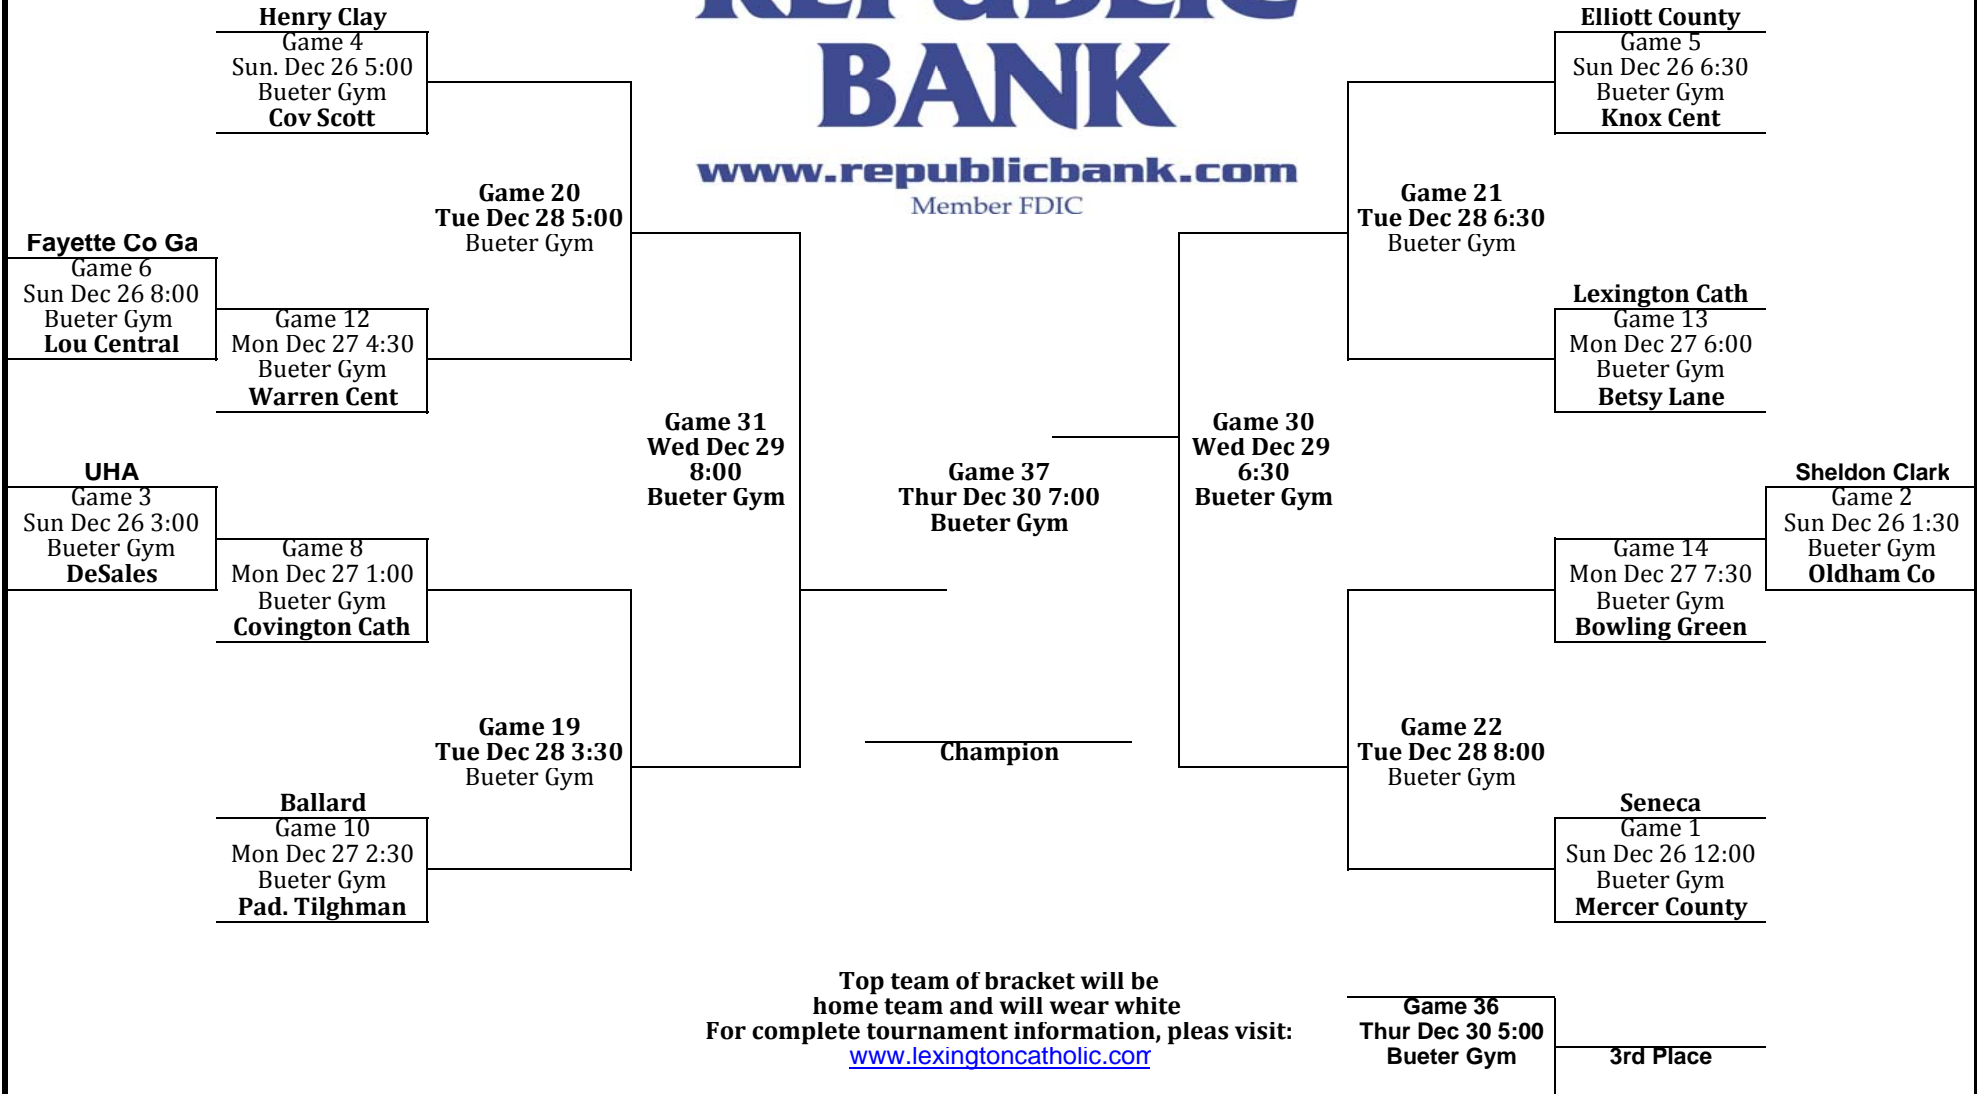 REPUBLIC
BANK
www.republicbank.com
Member FDIC
Henry Clay
Game 4
Sun. Dec 26 5:00
Bueter Gym
Cov Scott
Game 20
Tue Dec 28 5:00
Bueter Gym
Fayette Co Ga
Game 6
Sun Dec 26 8:00
Bueter Gym
Lou Central
Game 12
Mon Dec 27 4:30
Bueter Gym
Warren Cent
Game 31
Wed Dec 29
8:00
Bueter Gym
UHA
Game 3
Sun Dec 26 3:00
Bueter Gym
DeSales
Game 8
Mon Dec 27 1:00
Bueter Gym
Covington Cath
Game 19
Tue Dec 28 3:30
Bueter Gym
Ballard
Game 10
Mon Dec 27 2:30
Bueter Gym
Pad. Tilghman
Game 37
Thur Dec 30 7:00
Bueter Gym
Champion
Elliott County
Game 5
Sun Dec 26 6:30
Bueter Gym
Knox Cent
Game 21
Tue Dec 28 6:30
Bueter Gym
Lexington Cath
Game 13
Mon Dec 27 6:00
Bueter Gym
Betsy Lane
Game 30
Wed Dec 29
6:30
Bueter Gym
Sheldon Clark
Game 2
Sun Dec 26 1:30
Bueter Gym
Oldham Co
Game 14
Mon Dec 27 7:30
Bueter Gym
Bowling Green
Game 22
Tue Dec 28 8:00
Bueter Gym
Seneca
Game 1
Sun Dec 26 12:00
Bueter Gym
Mercer County
Top team of bracket will be
home team and will wear white
For complete tournament information, pleas visit:
www.lexingtoncatholic.com
Game 36
Thur Dec 30 5:00
Bueter Gym
3rd Place